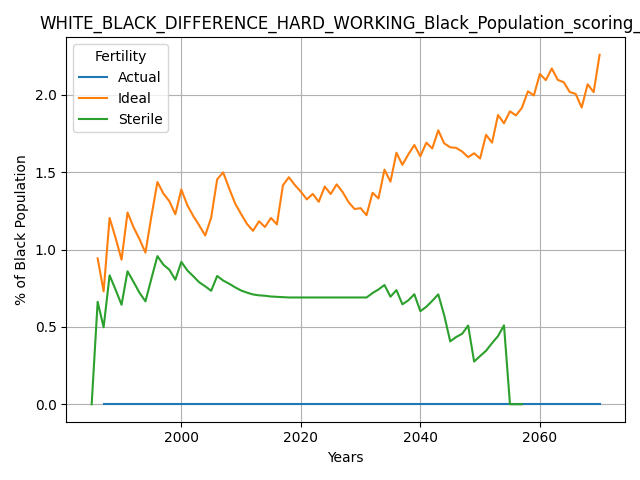 WHITE_BLACK_DIFFERENCE_HARD_WORKING_Black_Population_scoring_
Fertility
Actual
Ideal
Sterile
% of Black Population
2.0
1.5
1.0
0.5
0.0
2000
2020
2040
2060
Years